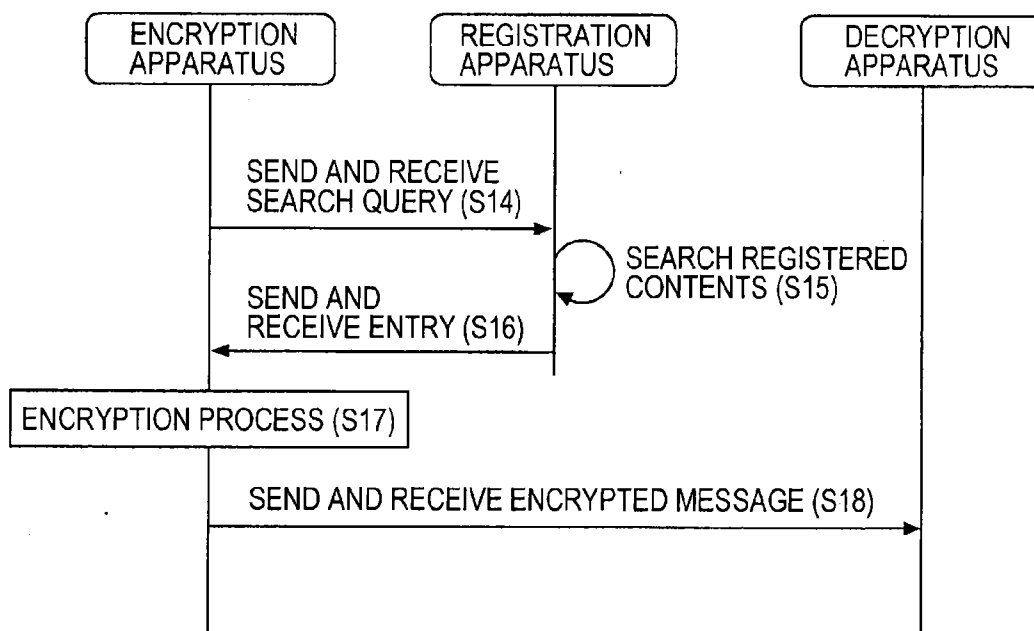 ENCRYPTION
APPARATUS
REGISTRATION
APPARATUS
DECRYPTION
APPARATUS
SEND AND RECEIVE
SEARCH QUERY (S14)
SEARCH REGISTERED
CONTENTS (S15)
SEND AND
RECEIVE ENTRY (S16)
ENCRYPTION PROCESS (S17)
SEND AND RECEIVE ENCRYPTED MESSAGE (S18)